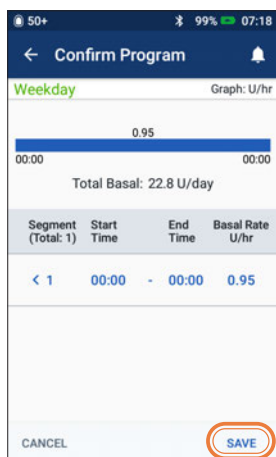 50+ 99% 07:18
← Confirm Program
Weekday Graph: U/hr
0.95
00:00 00:00
Total Basal: 22.8 U/day
Segment Start End Basal Rate
(Total: 1) Time Time U/hr
< 1 00:00 - 00:00 0.95
CANCEL SAVE